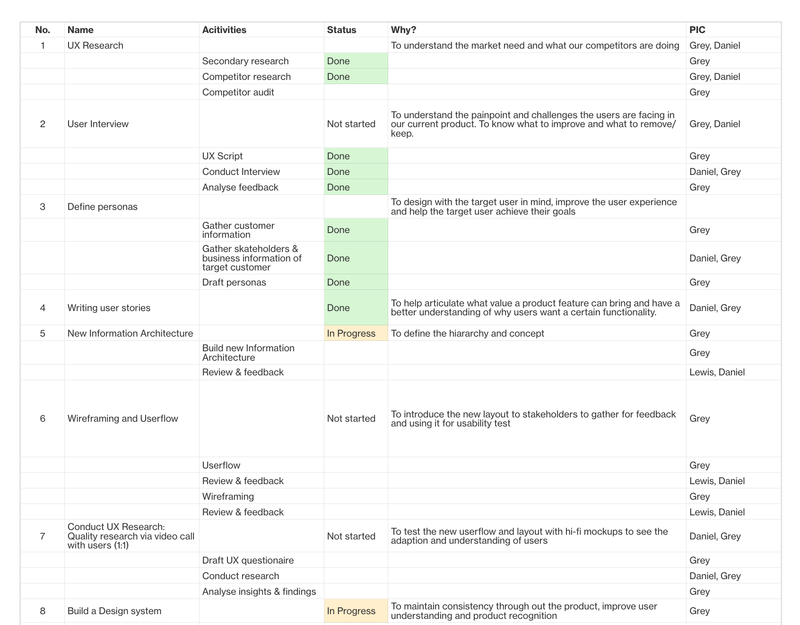 No. Name Acitivities Status Why? PIC
1 UX Research To understand the market need and what our competitors are doing Grey, Daniel
Secondary research Done Grey
Competitor research Done Grey, Daniel
Competitor audit Grey
2 User Interview Not started To understand the painpoint and challenges the users are facing in
our current product. To know what to improve and what to remove/
keep. Grey, Daniel
UX Script Done Grey
Conduct Interview Done Daniel, Grey
Analyse feedback Done Grey
3 Define personas To design with the target user in mind, improve the user experience
and help the target user achieve their goals
Gather customer
information Done Grey
Gather skateholders &
business information of
target customer Done Daniel, Grey
Draft personas Done Grey
4 Writing user stories Done To help articulate what value a product feature can bring and have a
better understanding of why users want a certain functionality. Daniel, Grey
5 New Information Architecture In Progress To define the hiararchy and concept Grey
Build new Information
Architecture Grey
Review & feedback Lewis, Daniel
6 Wireframing and Userflow Not started To introduce the new layout to stakeholders to gather for feedback
and using it for usability test Grey
Userflow Grey
Review & feedback Lewis, Daniel
Wireframing Grey
Review & feedback Lewis, Daniel
7 Conduct UX Research:
Quality research via video call
with users (1:1) Not started To test the new userflow and layout with hi-fi mockups to see the
adaption and understanding of users Daniel, Grey
Draft UX questionaire Grey
Conduct research Daniel, Grey
Analyse insights & findings Grey
8 Build a Design system In Progress To maintain consistency through out the product, improve user
understanding and product recognition Grey